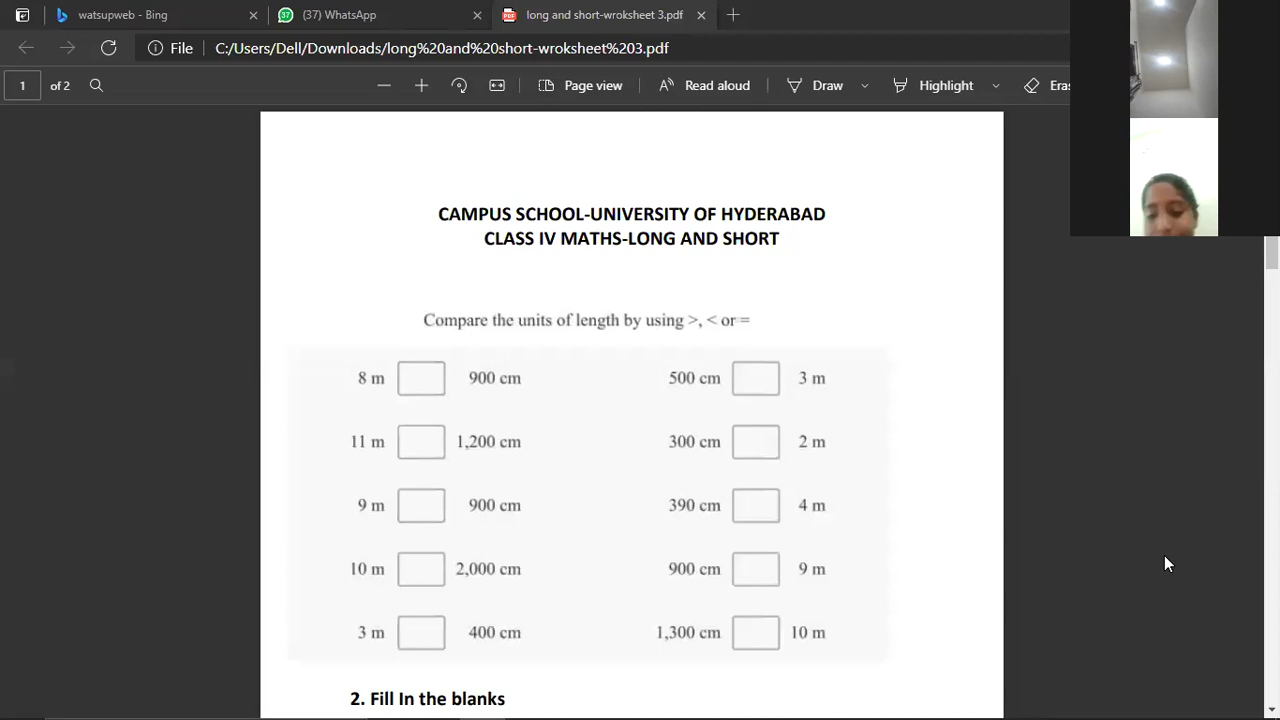 watsupweb - Bing
(37) WhatsApp
long and short-wroksheet 3.pdf
File
C:/Users/Dell/Downloads/long%20and%20short-wroksheet%203.pdf
1 of 2
Page view
Read aloud
Draw
Highlight
Eras
CAMPUS SCHOOL-UNIVERSITY OF HYDERABAD
CLASS IV MATHS-LONG AND SHORT
Compare the units of length by using >, < or =
8 m 900 cm 500 cm 3 m
11 m 1,200 cm 300 cm 2 m
9 m 900 cm 390 cm 4 m
10 m 2,000 cm 900 cm 9 m
3 m 400 cm 1,300 cm 10 m
2. Fill In the blanks